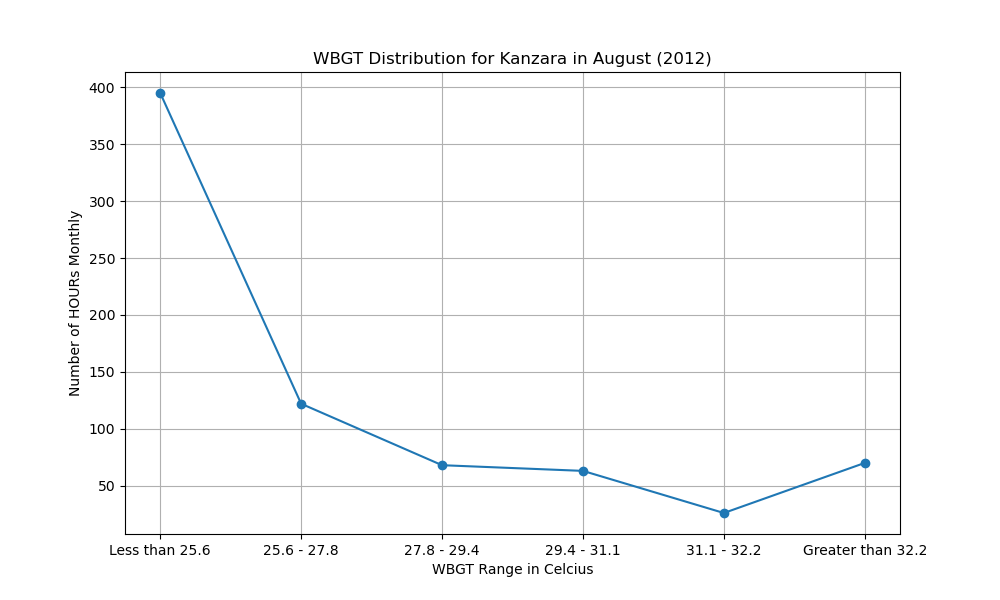 WBGT Distribution for Kanzara in August (2012)
Number of HOURs Monthly
400
350
300
250
200
150
100
50
Less than 25.6
25.6 - 27.8
27.8 - 29.4
29.4 - 31.1
31.1 - 32.2
Greater than 32.2
WBGT Range in Celcius